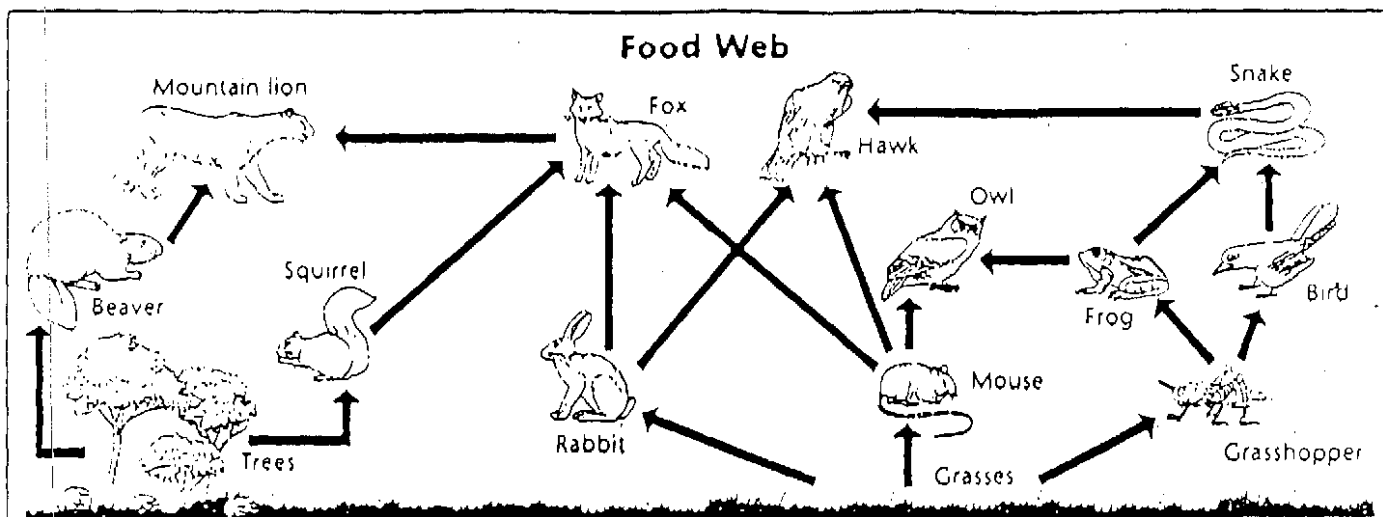 Food Web
Mountain lion
Fox
Hawk
Snake
Owl
Beaver
Squirrel
Frog
Bird
Rabbit
Mouse
Trees
Grasses
Grasshopper